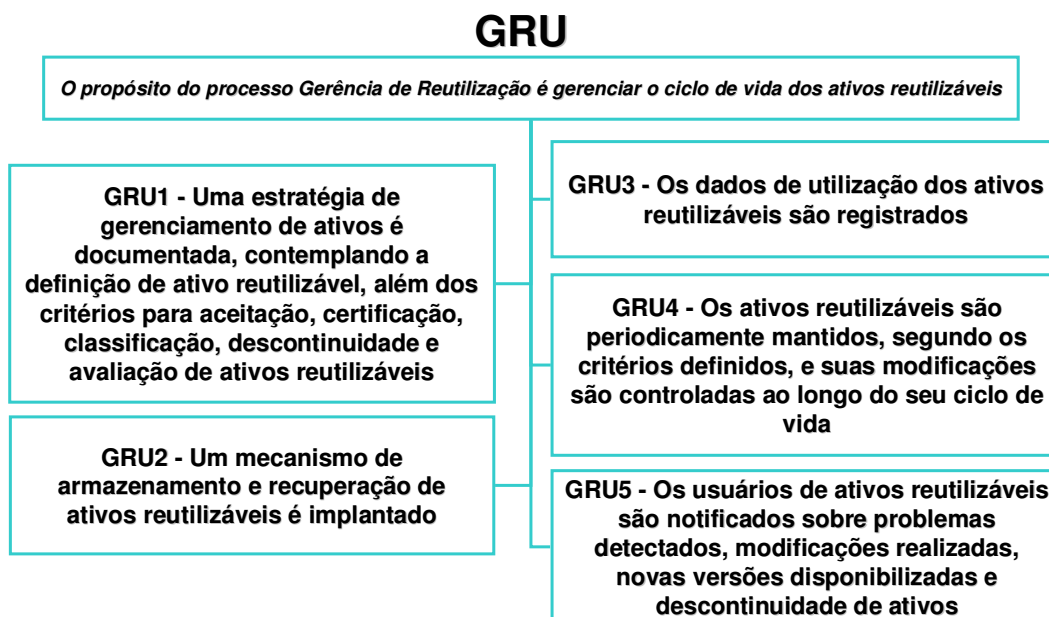 GRU
O propósito do processo Gerência de Reutilização é gerenciar o ciclo de vida dos ativos reutilizáveis
GRU1 - Uma estratégia de
gerenciamento de ativos é
documentada, contemplando a
definição de ativo reutilizável, além dos
critérios para aceitação, certificação,
classificação, descontinuidade e
avaliação de ativos reutilizáveis
GRU2 - Um mecanismo de
armazenamento e recuperação de
ativos reutilizáveis é implantado
GRU3 - Os dados de utilização dos ativos
reutilizáveis são registrados
GRU4 - Os ativos reutilizáveis são
periodicamente mantidos, segundo os
critérios definidos, e suas modificações
são controladas ao longo do seu ciclo de
vida
GRU5 - Os usuários de ativos reutilizáveis
são notificados sobre problemas
detectados, modificações realizadas,
novas versões disponibilizadas e
descontinuidade de ativos